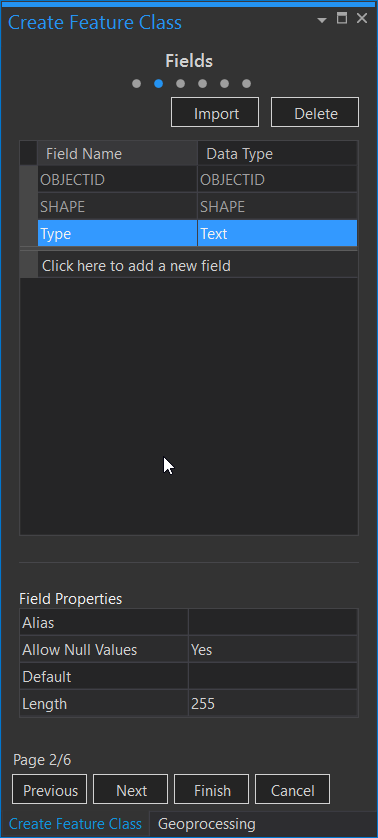 Create Feature Class
Fields
Import Delete
Field Name Data Type
OBJECTID OBJECTID
SHAPE SHAPE
Type Text
Click here to add a new field
Field Properties
Alias
Allow Null Values Yes
Default
Length 255
Page 2/6
Previous Next Finish Cancel
Create Feature Class Geoprocessing